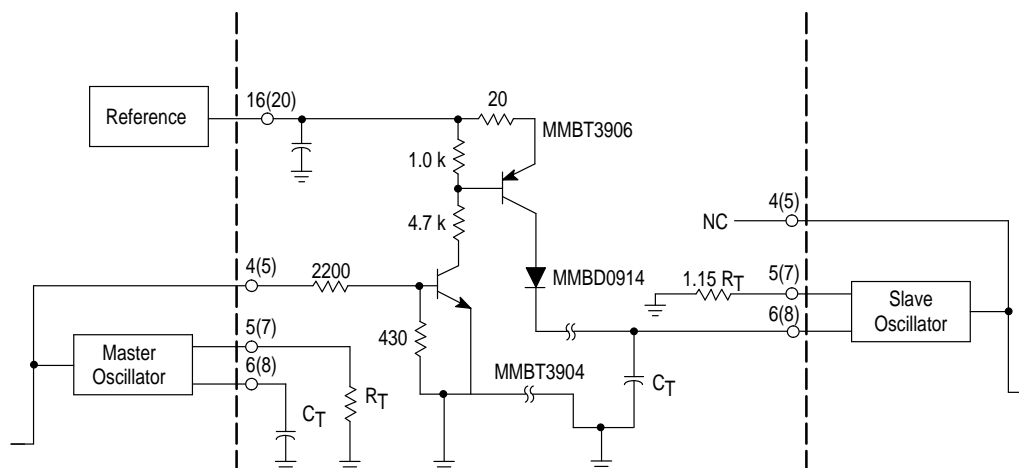 16(20)
20
Reference
MMBT3906
1.0 k
4.7 k
4(5)
NC
4(5)
2200
MMBD0914
1.15 RT
5(7)
Slave
Oscillator
6(8)
5(7)
430
Master
Oscillator
6(8)
MMBT3904
RT
CT
CT